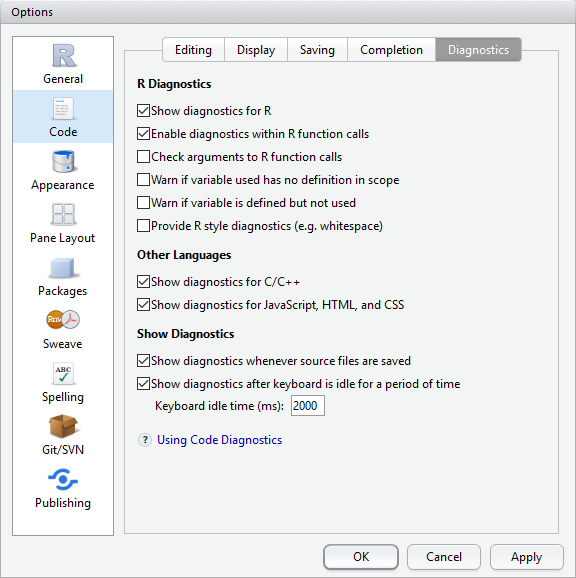 Options
General
Code
Appearance
Pane Layout
Packages
Rnw
Sweave
ABC
Spelling
Git/SVN
Publishing
Editing
Display
Saving
Completion
Diagnostics
R Diagnostics
Show diagnostics for R
Enable diagnostics within R function calls
Check arguments to R function calls
Warn if variable used has no definition in scope
Warn if variable is defined but not used
Provide R style diagnostics (e.g. whitespace)
Other Languages
Show diagnostics for C/C++
Show diagnostics for JavaScript, HTML, and CSS
Show Diagnostics
Show diagnostics whenever source files are saved
Show diagnostics after keyboard is idle for a period of time
Keyboard idle time (ms): 2000
? Using Code Diagnostics
OK
Cancel
Apply